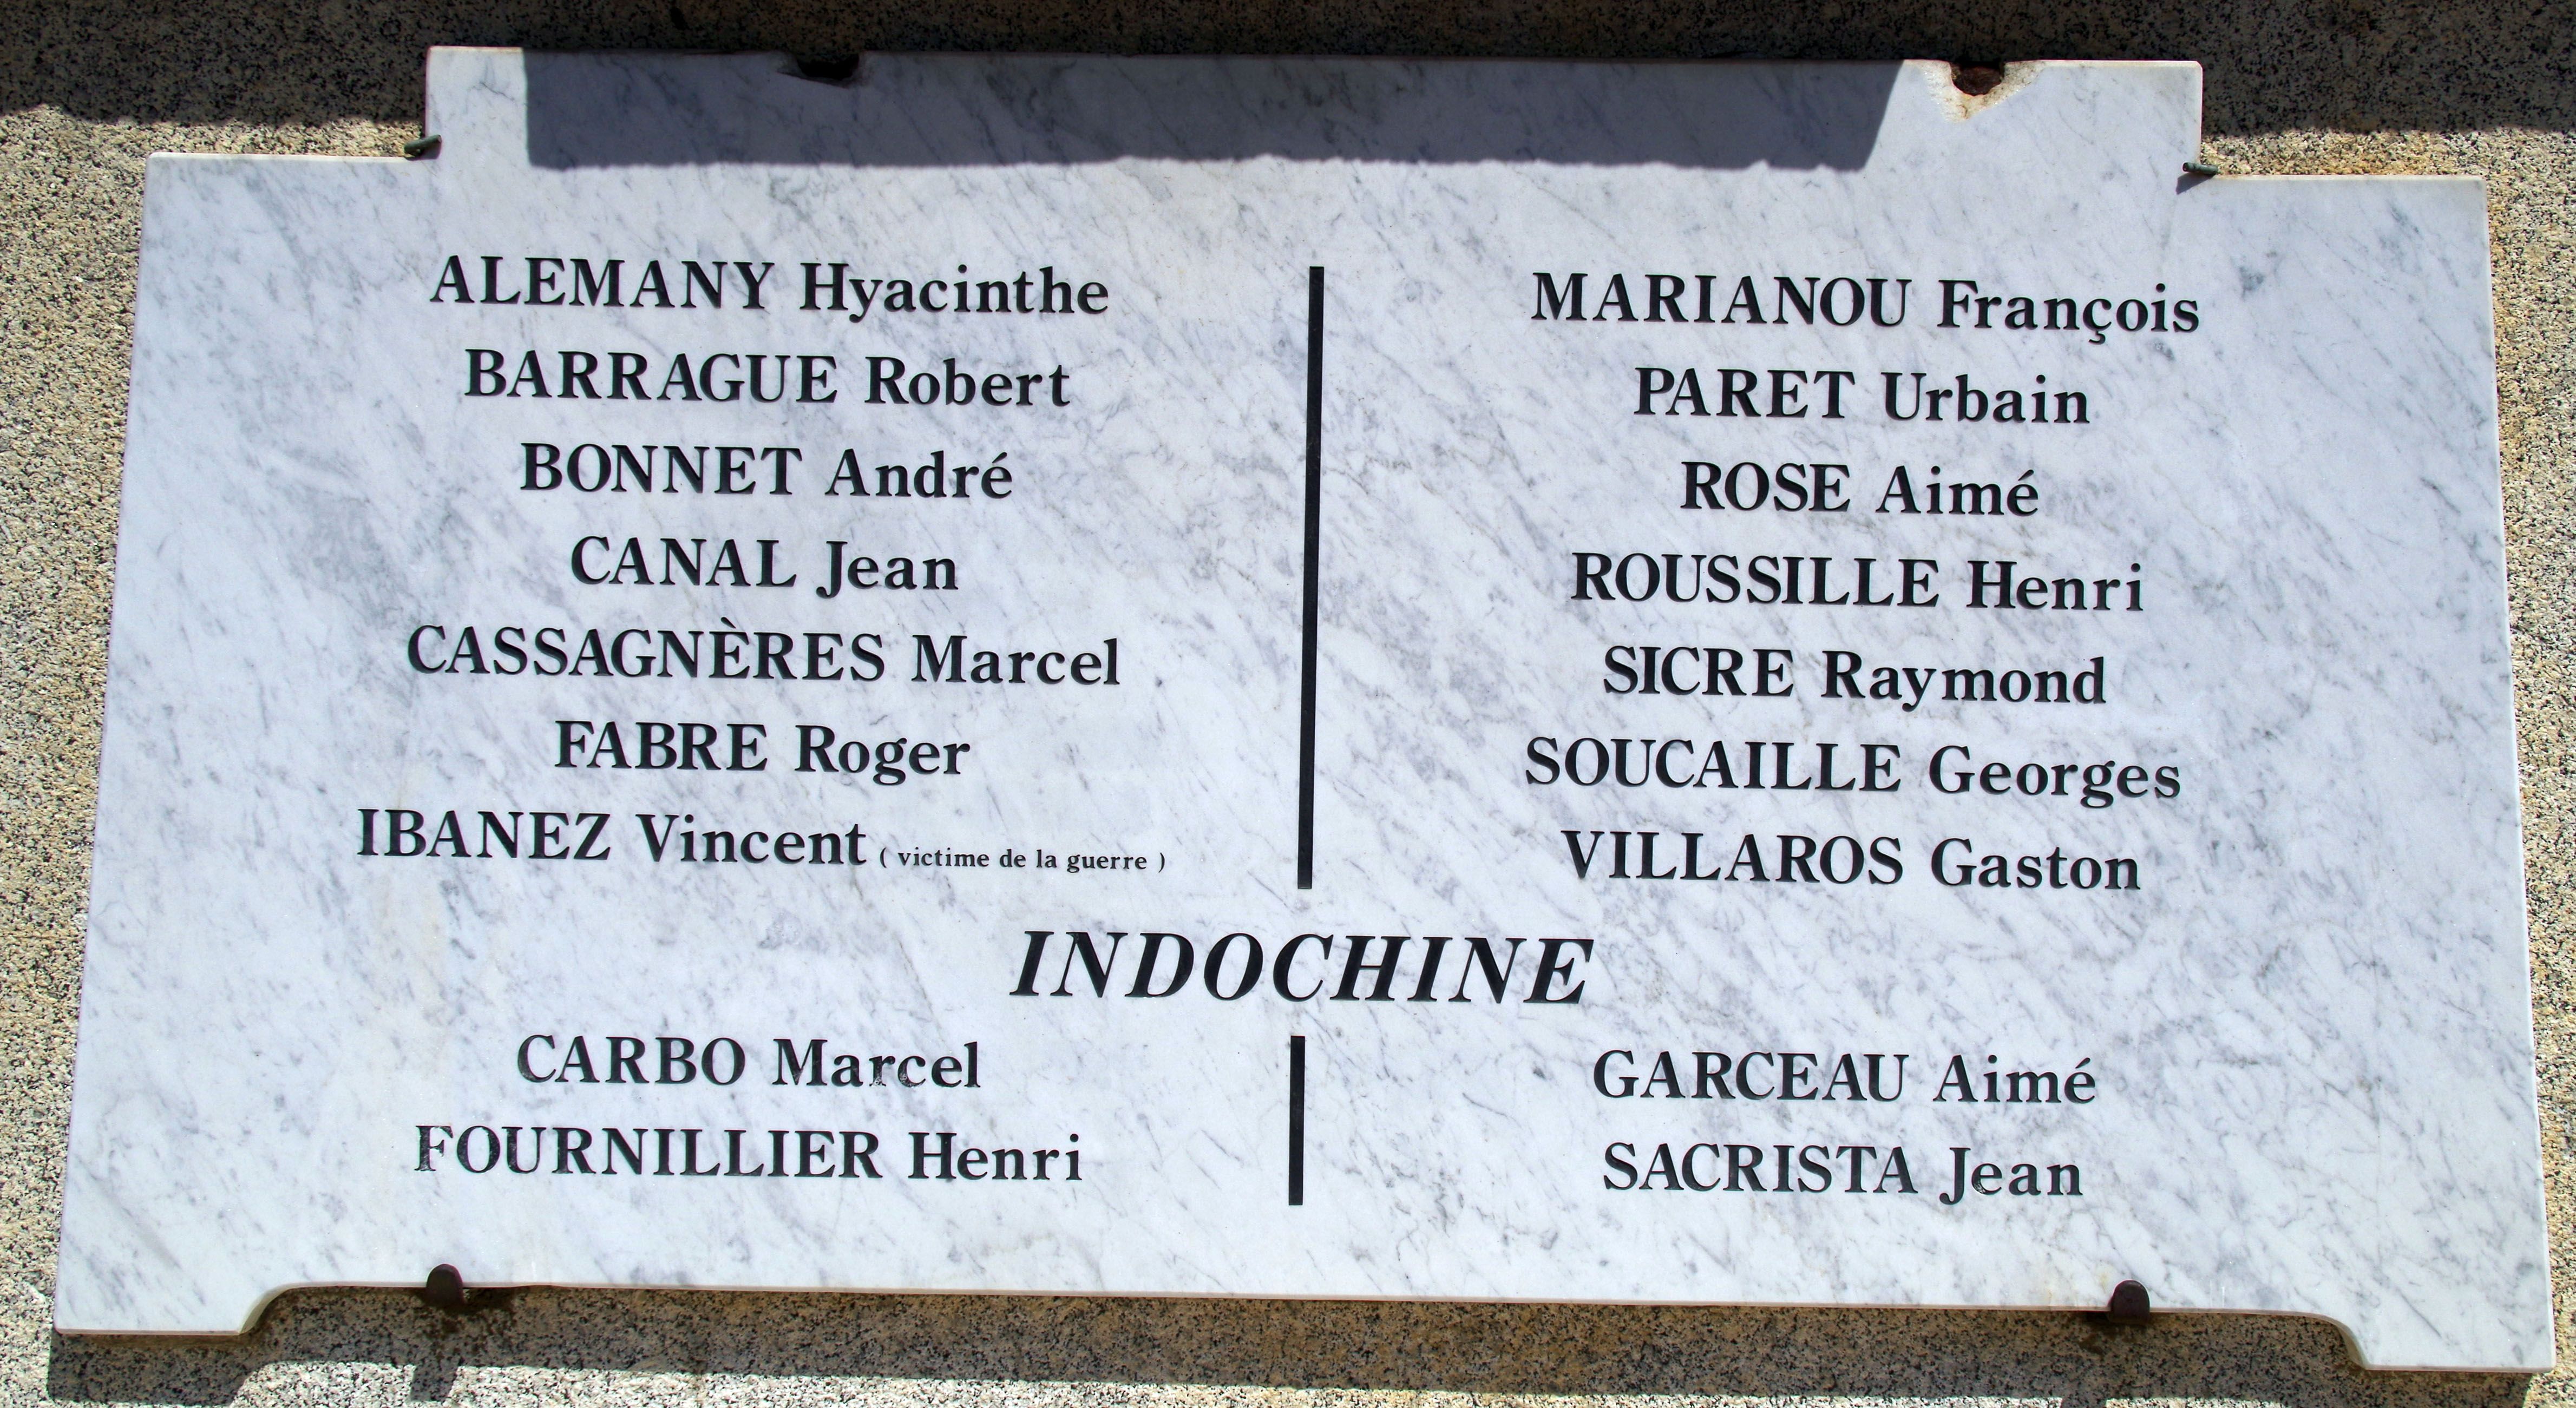 ALEMANY Hyacinthe
BARRAGUE Robert
BONNET André
CANAL Jean
CASSAGNÈRES Marcel
FABRE Roger
IBANEZ Vincent ( victime de la guerre )
MARIANOU François
PARET Urbain
ROSE Aimé
ROUSSILLE Henri
SICRE Raymond
SOUCAILLE Georges
VILLAROS Gaston
INDOCHINE
CARBO Marcel
FOURNILLIER Henri
GARCEAU Aimé
SACRISTA Jean